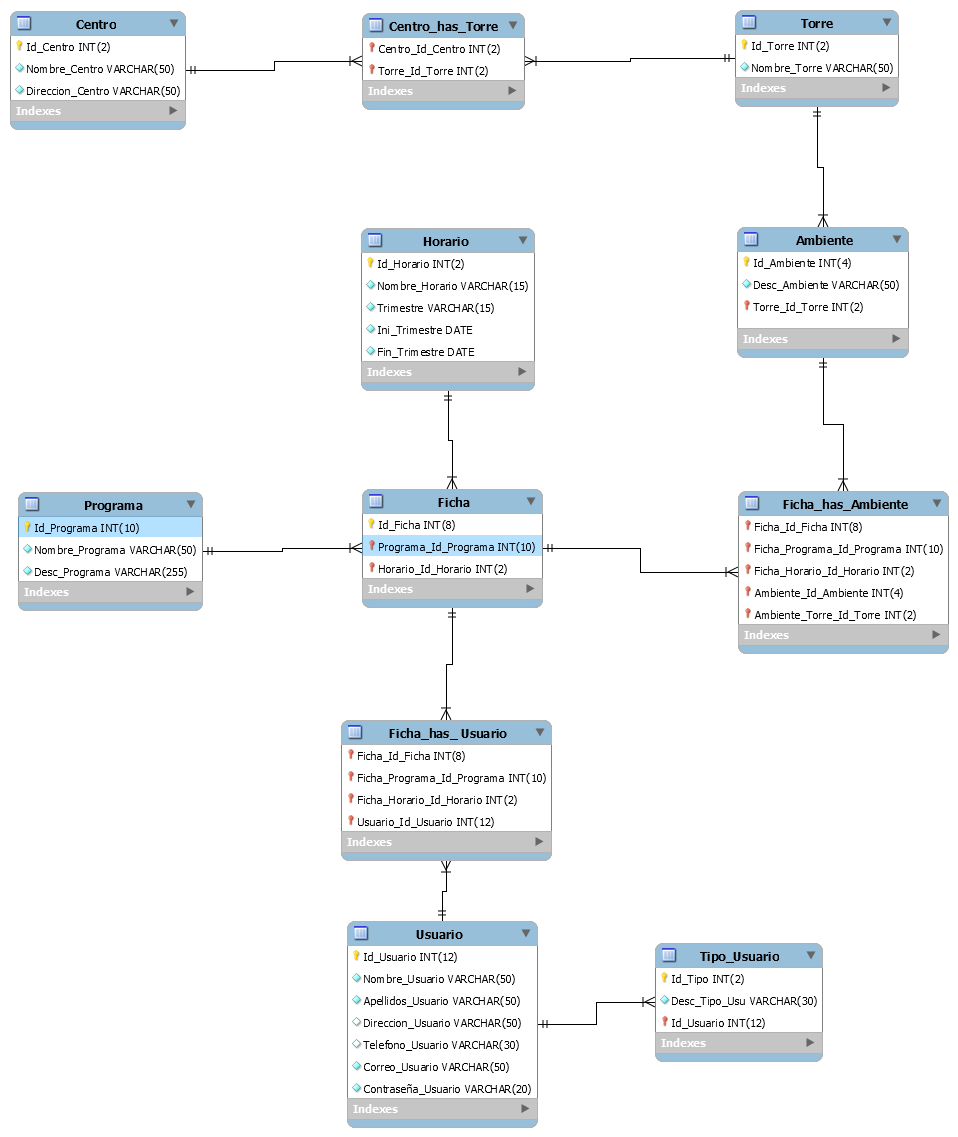 Centro
Id_Centro INT(2)
Nombre_Centro VARCHAR(50)
Direccion_Centro VARCHAR(50)
Indexes
Centro_has_Torre
Centro_Id_Centro INT(2)
Torre_Id_Torre INT(2)
Indexes
Torre
Id_Torre INT(2)
Nombre_Torre VARCHAR(50)
Indexes
Horario
Id_Horario INT(2)
Nombre_Horario VARCHAR(15)
Trimestre VARCHAR(15)
Ini_Trimestre DATE
Fin_Trimestre DATE
Indexes
Ambiente
Id_Ambiente INT(4)
Desc_Ambiente VARCHAR(50)
Torre_Id_Torre INT(2)
Indexes
Programa
Id_Programa INT(10)
Nombre_Programa VARCHAR(50)
Desc_Programa VARCHAR(255)
Indexes
Ficha
Id_Ficha INT(8)
Programa_Id_Programa INT(10)
Horario_Id_Horario INT(2)
Indexes
Ficha_has_Ambiente
Ficha_Id_Ficha INT(8)
Ficha_Programa_Id_Programa INT(10)
Ficha_Horario_Id_Horario INT(2)
Ambiente_Id_Ambiente INT(4)
Ambiente_Torre_Id_Torre INT(2)
Indexes
Ficha_has_ Usuario
Ficha_Id_Ficha INT(8)
Ficha_Programa_Id_Programa INT(10)
Ficha_Horario_Id_Horario INT(2)
Usuario_Id_Usuario INT(12)
Indexes
Usuario
Id_Usuario INT(12)
Nombre_Usuario VARCHAR(50)
Apellidos_Usuario VARCHAR(50)
Direccion_Usuario VARCHAR(50)
Telefono_Usuario VARCHAR(30)
Correo_Usuario VARCHAR(50)
Contraseña_Usuario VARCHAR(20)
Indexes
Tipo_Usuario
Id_Tipo INT(2)
Desc_Tipo_Usu VARCHAR(30)
Id_Usuario INT(12)
Indexes